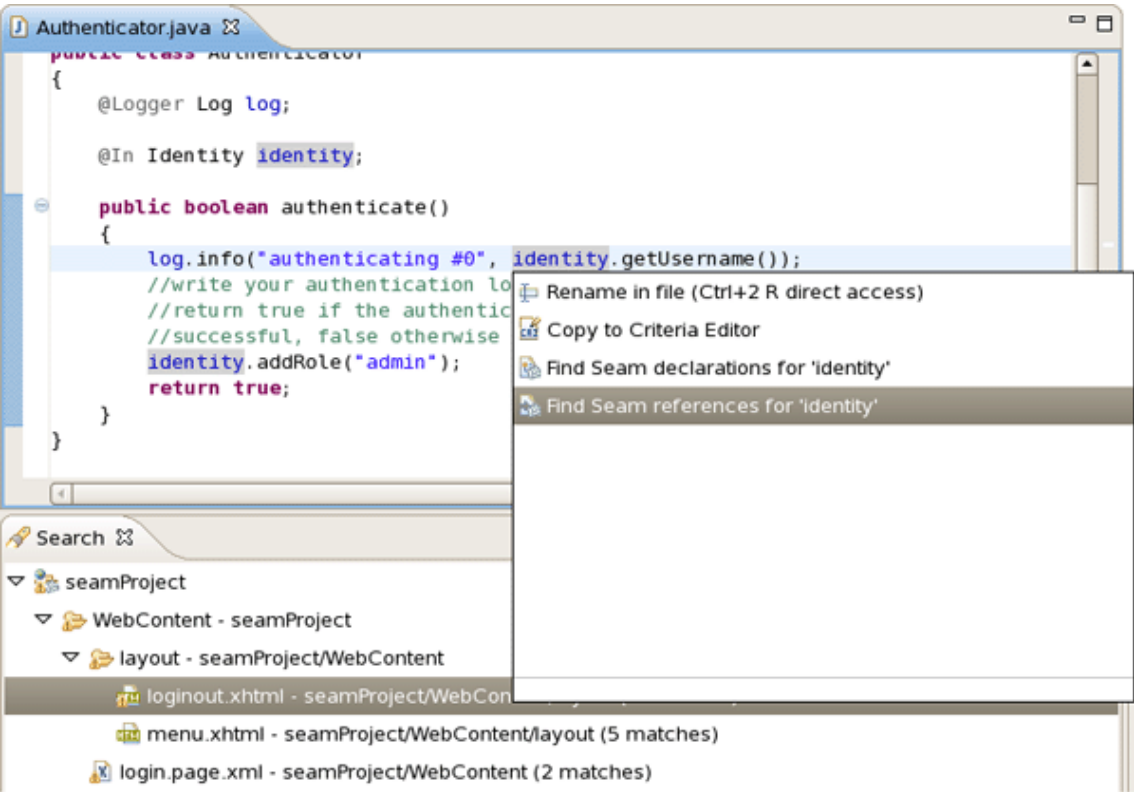 Authenticator.java
public class Authenticator
{
@Logger Log log;
@In Identity identity;
public boolean authenticate()
{
log.info("authenticating #0", identity.getUsername());
//write your authentication lo
//return true if the authentic
//successful, false otherwise
identity.addRole("admin");
return true;
}
}
Rename in file (Ctrl+2 R direct access)
Copy to Criteria Editor
Find Seam declarations for 'identity'
Find Seam references for 'identity'
Search
seamProject
WebContent - seamProject
layout - seamProject/WebContent
loginout.xhtml - seamProject/WebCon
menu.xhtml - seamProject/WebContent/layout (5 matches)
login.page.xml - seamProject/WebContent (2 matches)